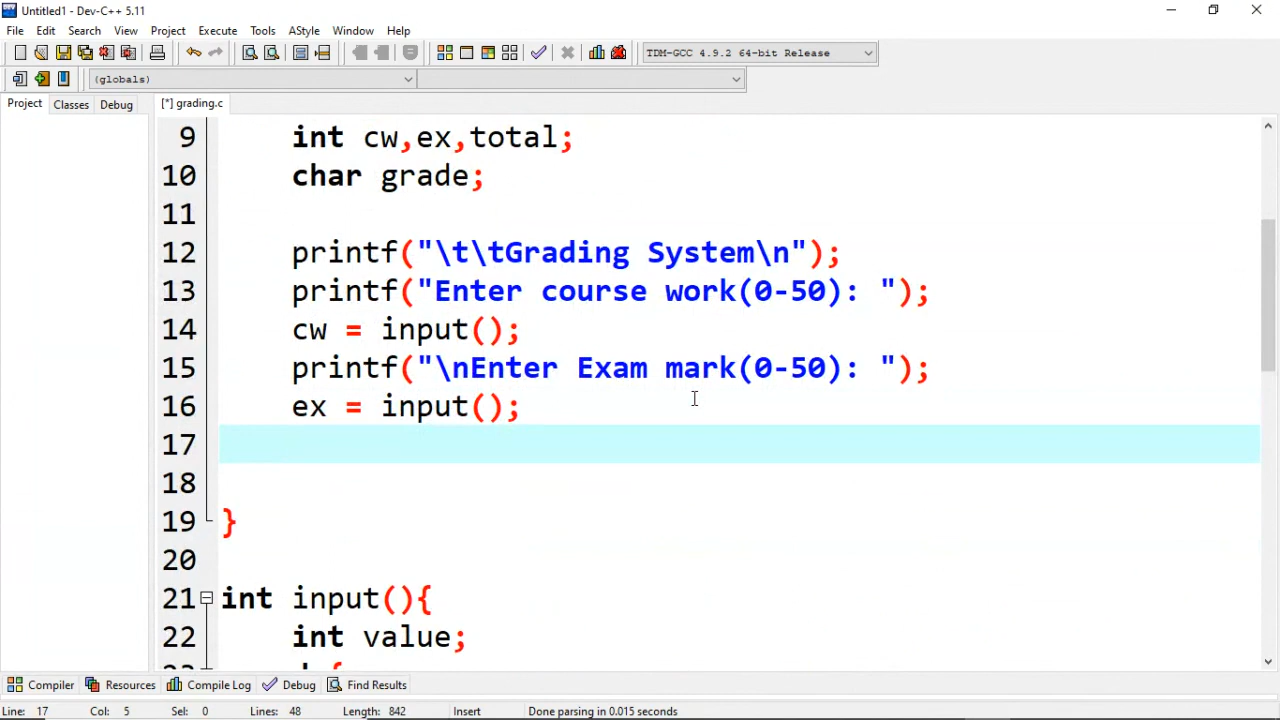 Untitled1 - Dev-C++ 5.11
File Edit Search View Project Execute Tools AStyle Window Help
TDM-GCC 4.9.2 64-bit Release
(globals)
Project Classes Debug [*] grading.c
9 int cw,ex,total;
10 char grade;
11
12 printf("\t\tGrading System\n");
13 printf("Enter course work(0-50): ");
14 cw = input();
15 printf("\nEnter Exam mark(0-50): ");
16 ex = input();
17
18
19 }
20
21 int input(){
22 int value;
Compiler Resources Compile Log Debug Find Results
Line: 17 Col: 5 Sel: 0 Lines: 48 Length: 842 Insert Done parsing in 0.015 seconds